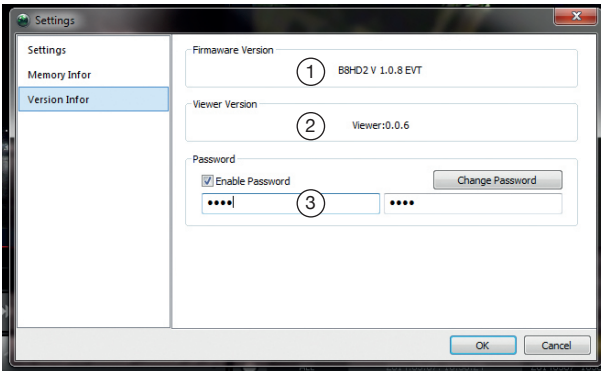 Settings
Settings
Memory Infor
Version Infor
Firmaware Version
1 B8HD2 V 1.0.8 EVT
Viewer Version
2 Viewer:0.0.6
Password
Enable Password Change Password
•••• 3 ••••
OK Cancel